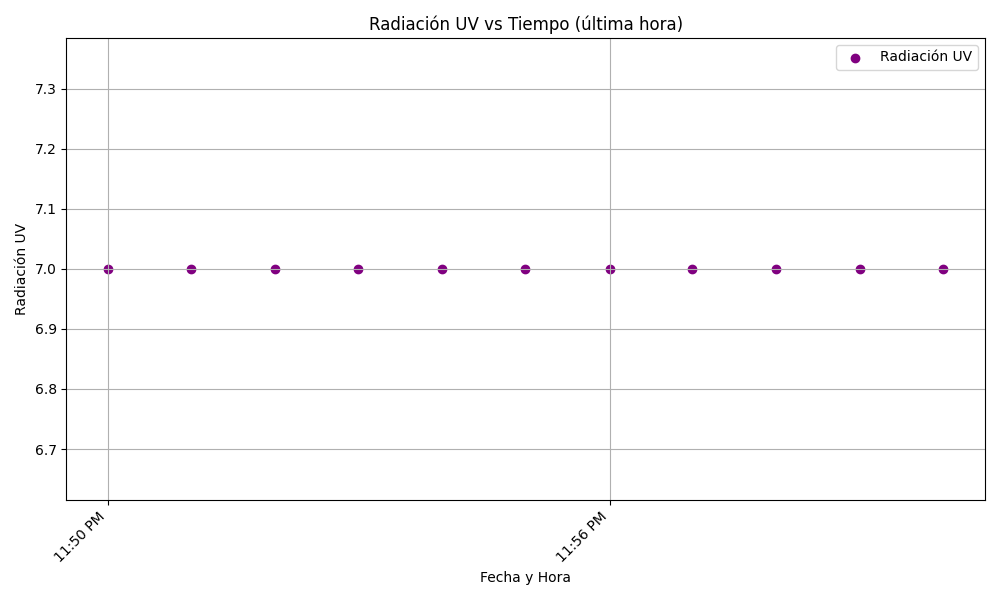 Radiación UV vs Tiempo (última hora)
Radiación UV
7.3
7.2
7.1
7.0
6.9
6.8
6.7
Radiación UV
11:50 PM
11:56 PM
Fecha y Hora